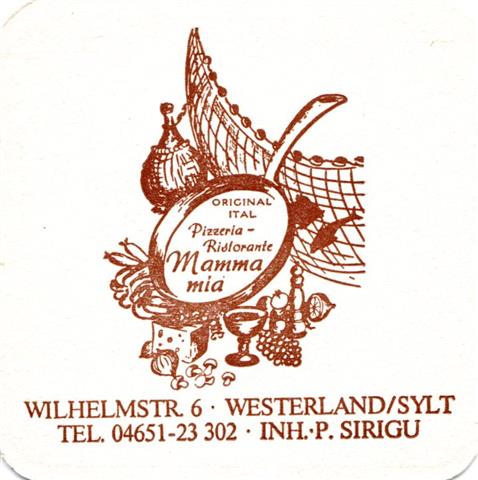 ORIGINAL
ITAL
Pizzeria -
Ristorante
Mamma
mia
WILHELMSTR. 6 · WESTERLAND/SYLT
TEL. 04651-23 302 · INH.·P. SIRIGU